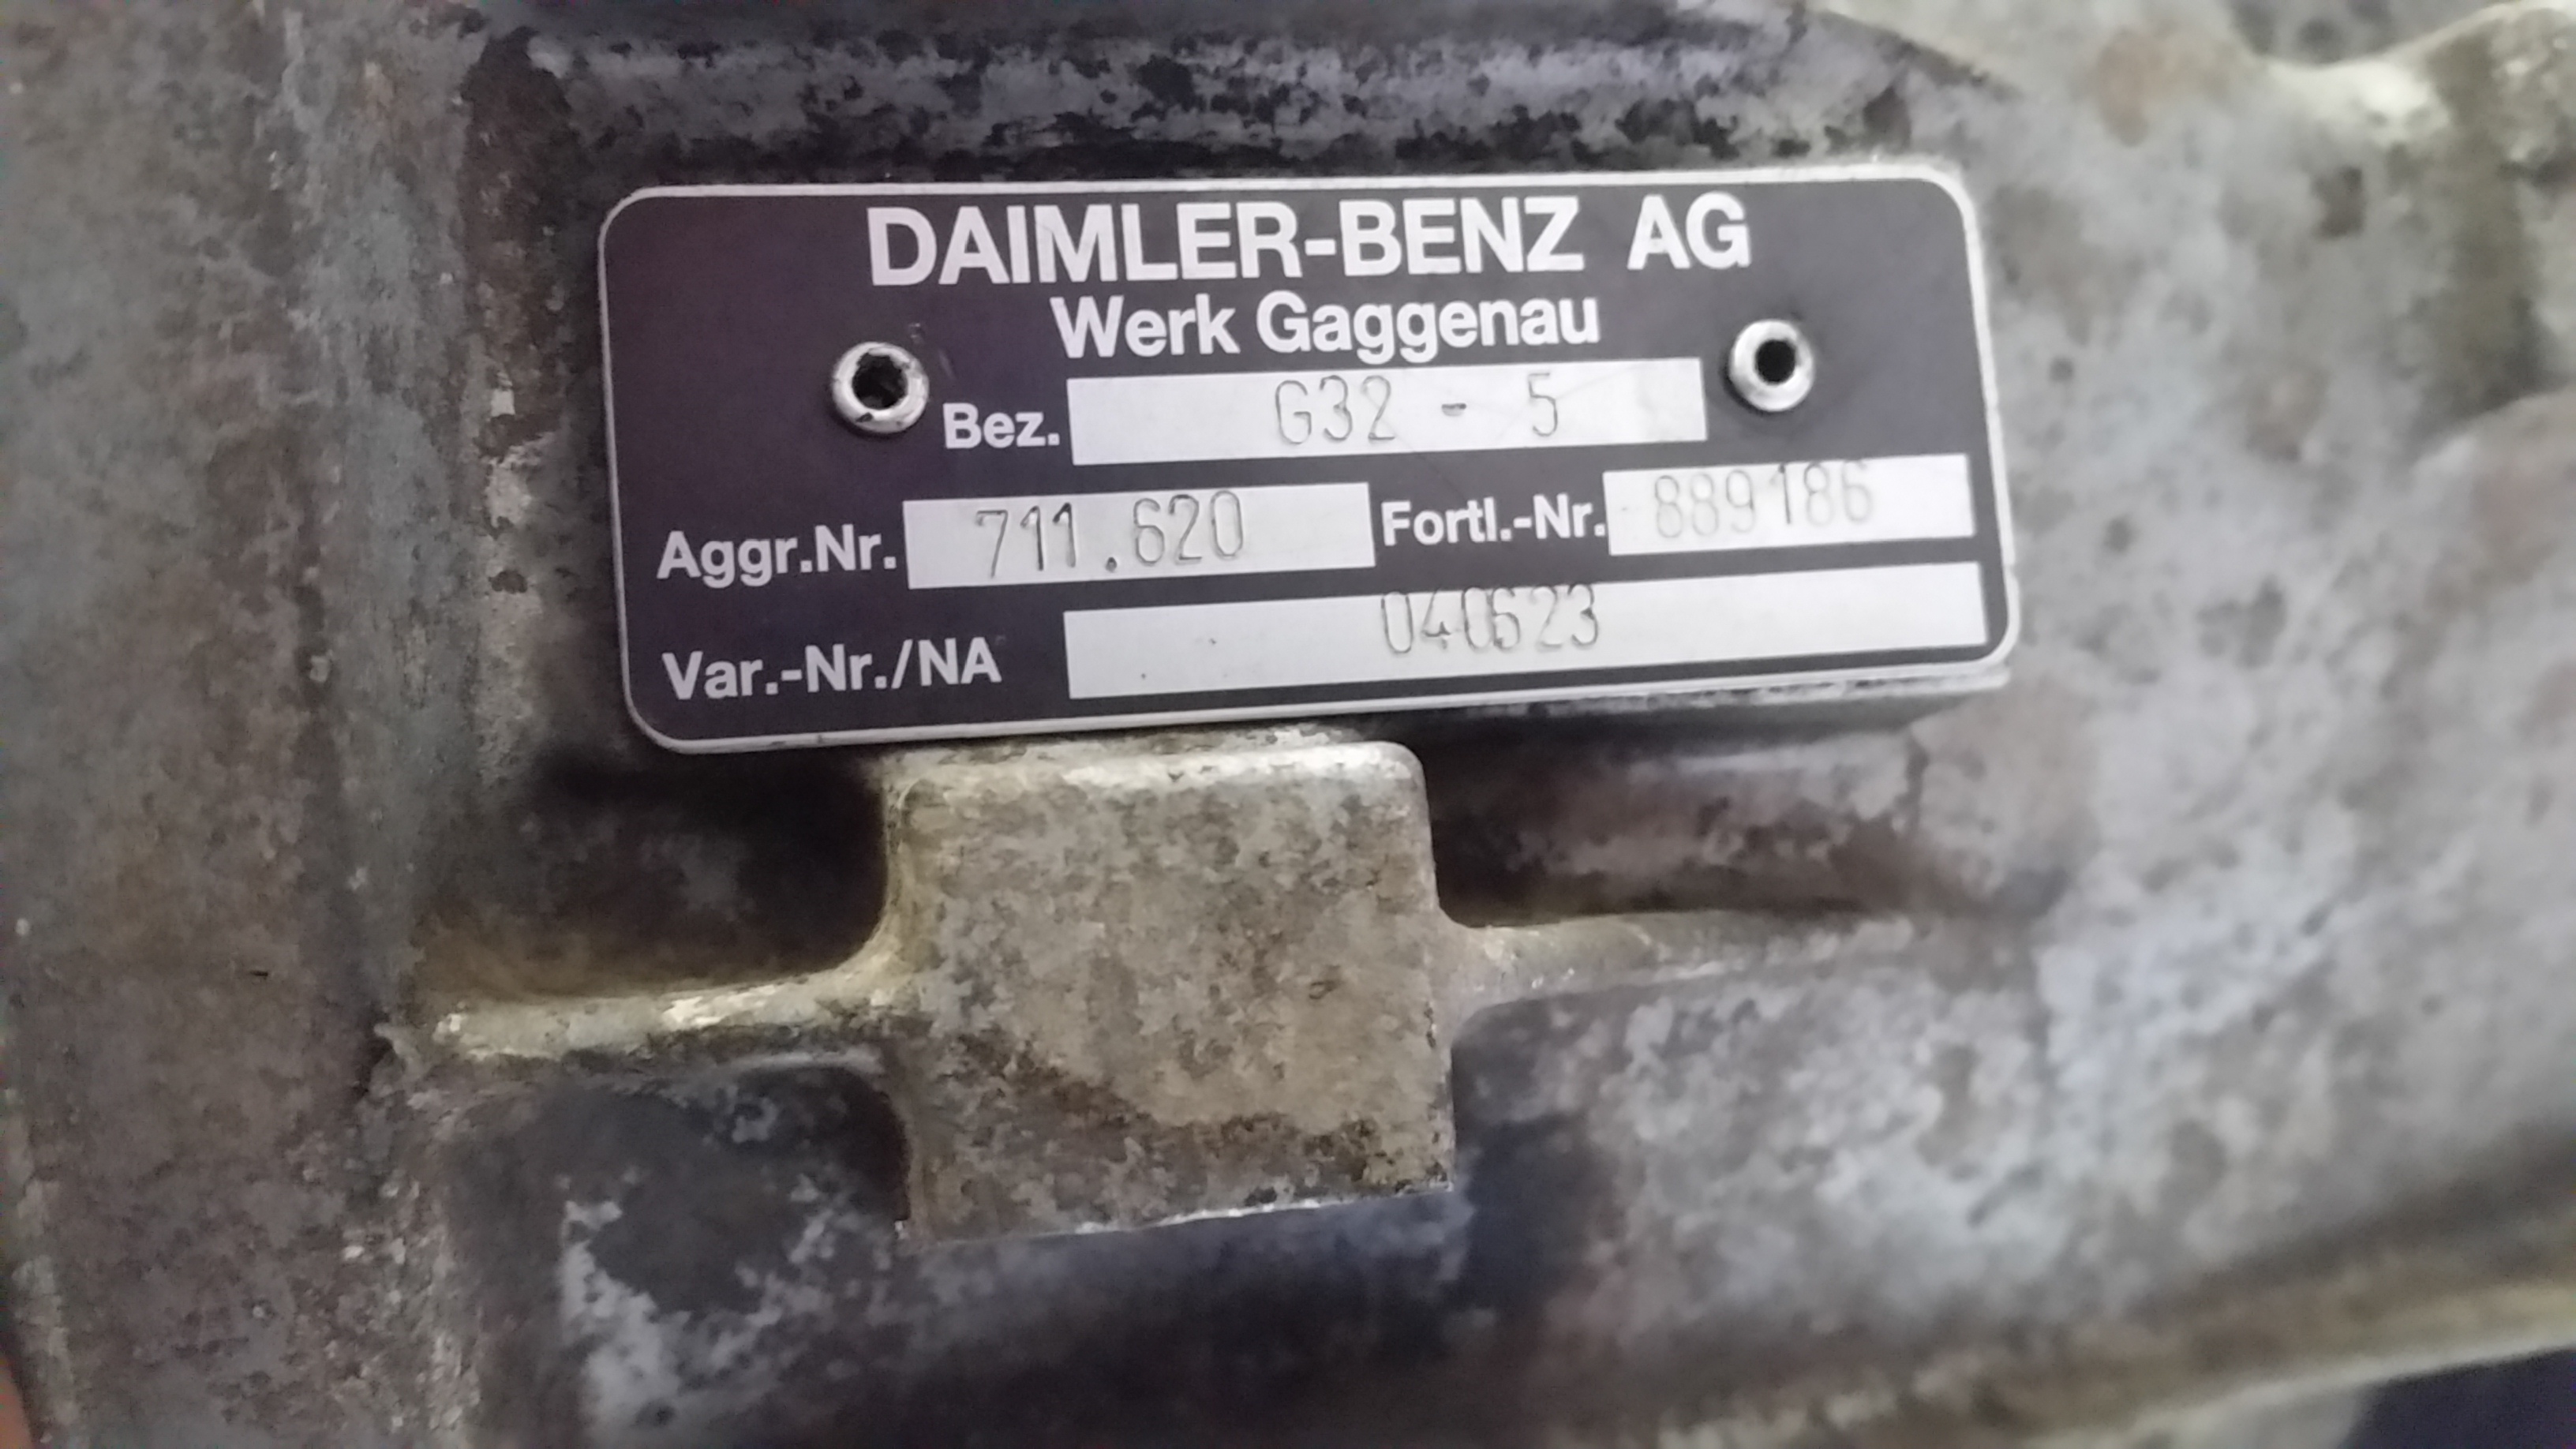 DAIMLER-BENZ AG
Werk Gaggenau
Bez. G32 - 5
Aggr.Nr. 711.620 Fortl.-Nr. 889186
Var.-Nr./NA 040623